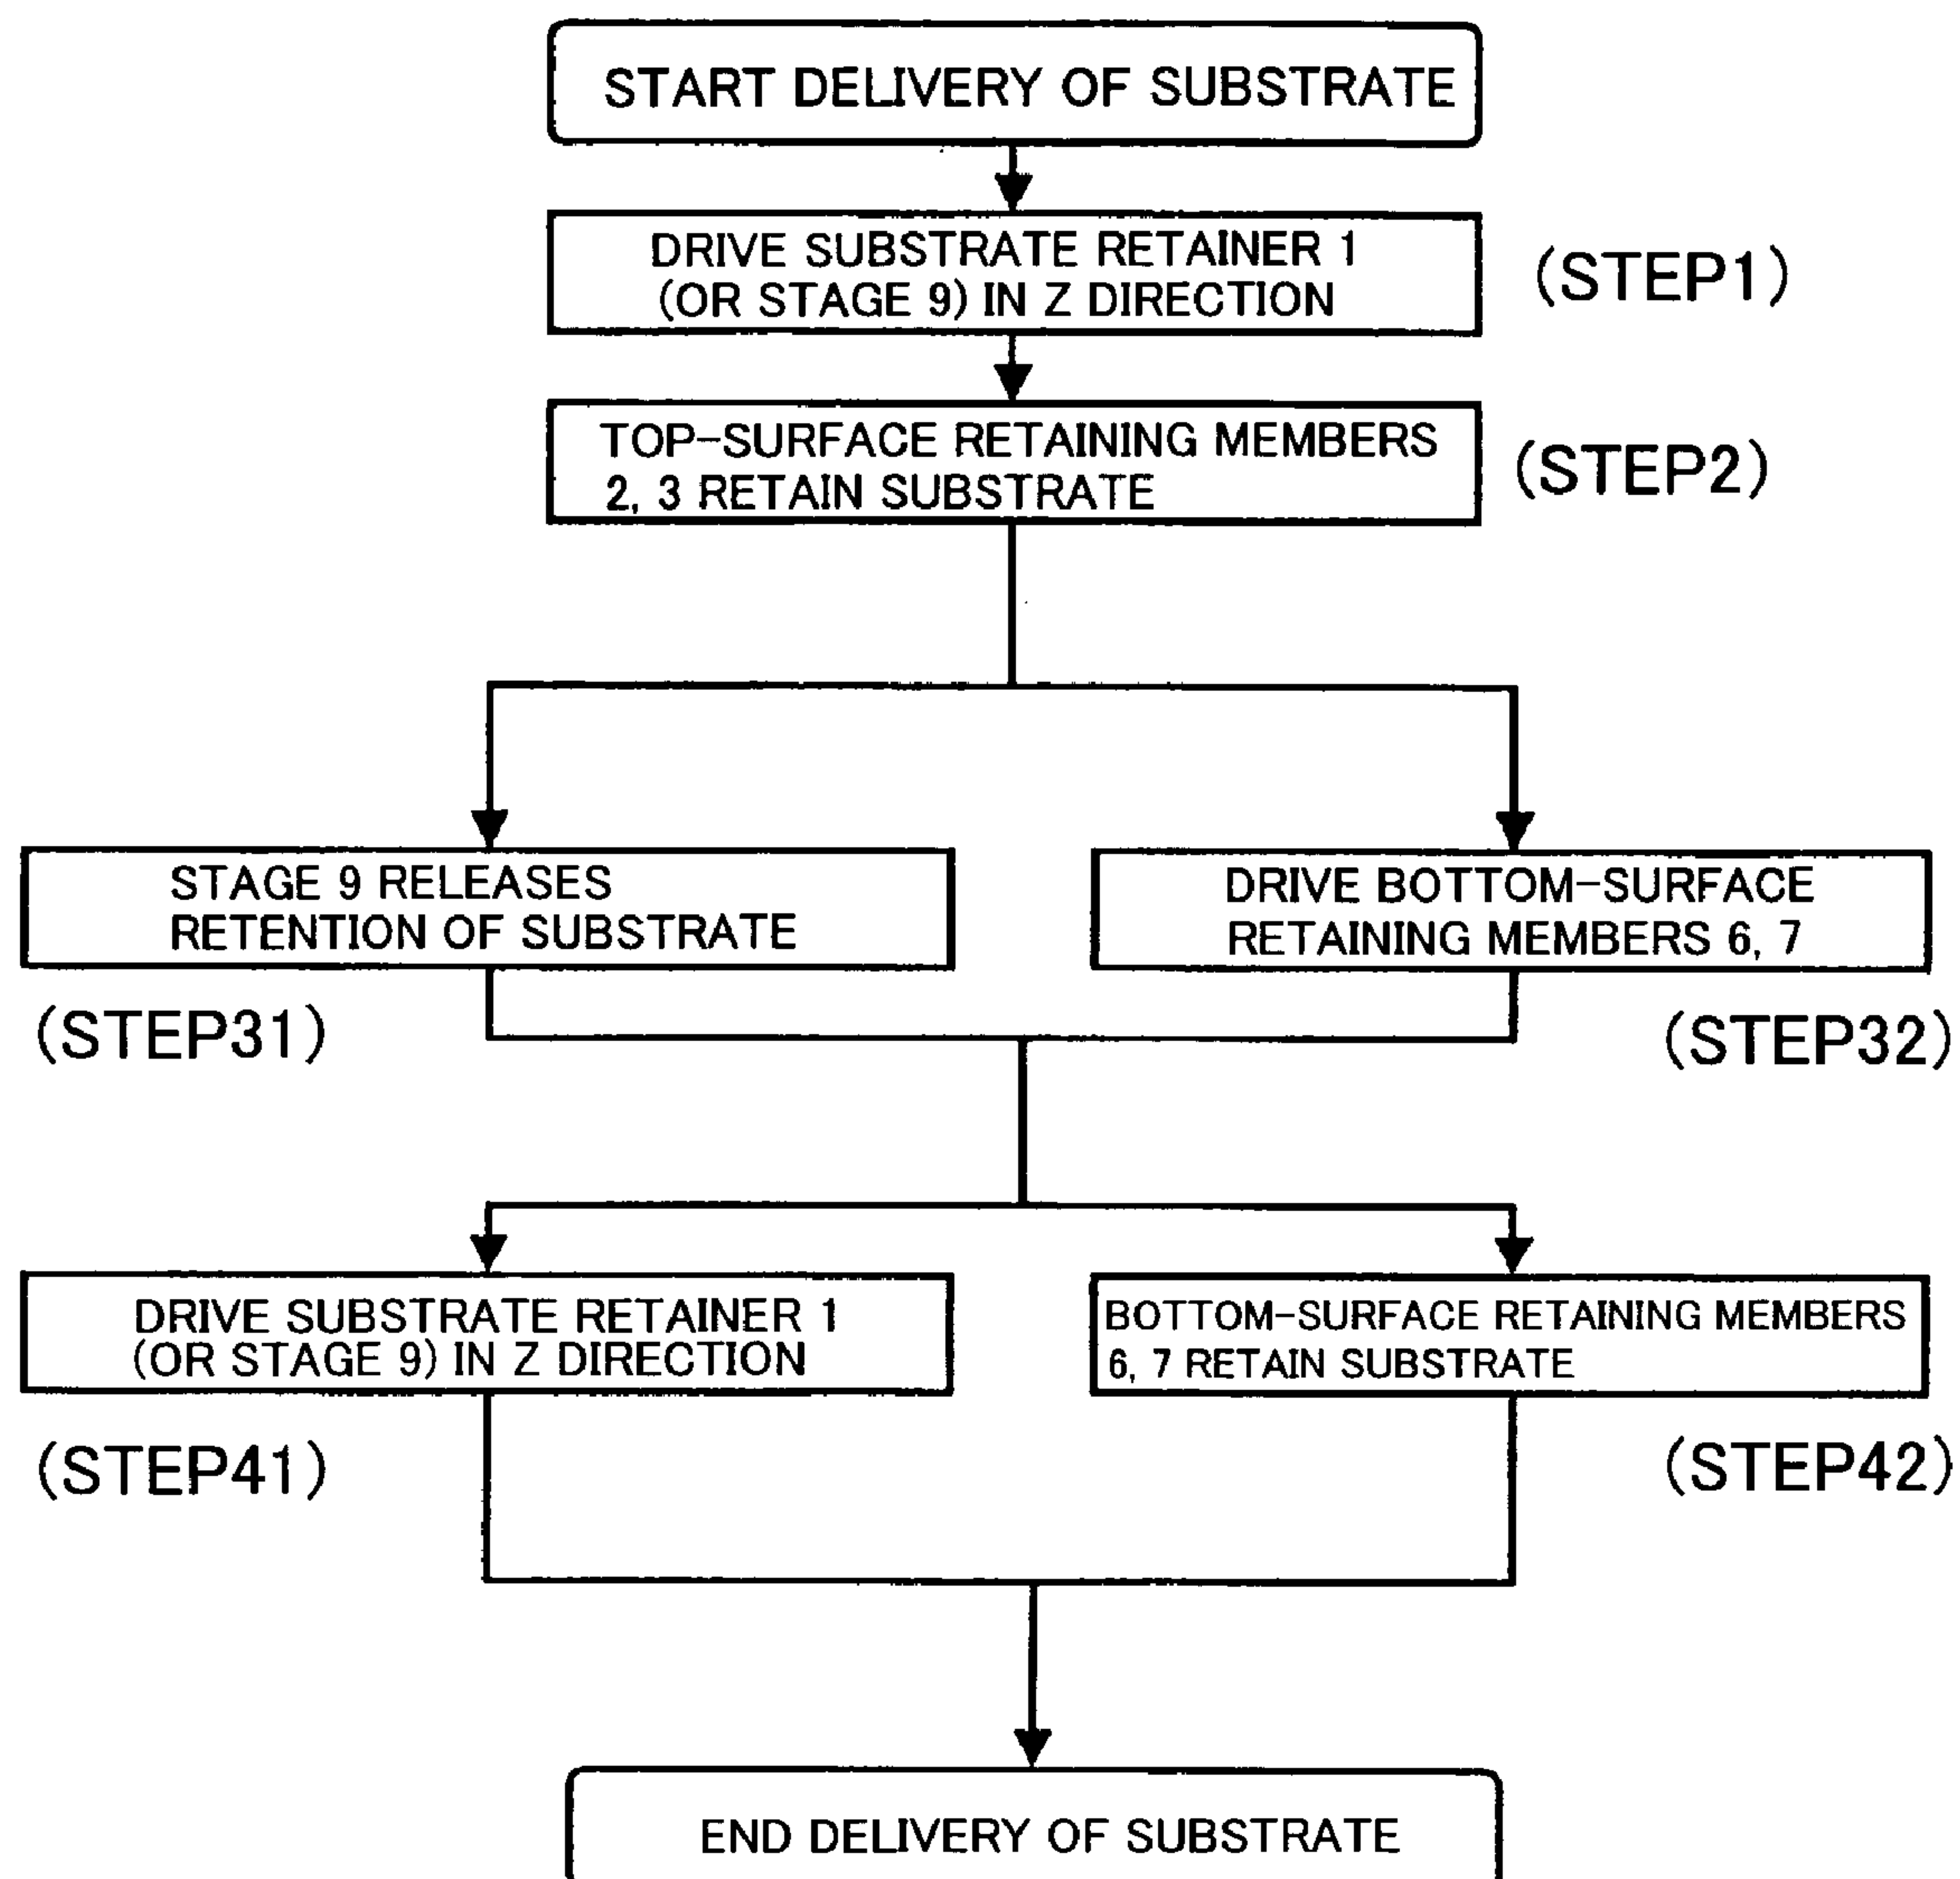 START DELIVERY OF SUBSTRATE
DRIVE SUBSTRATE RETAINER 1
(OR STAGE 9) IN Z DIRECTION
(STEP1)
TOP-SURFACE RETAINING MEMBERS
2, 3 RETAIN SUBSTRATE
(STEP2)
STAGE 9 RELEASES
RETENTION OF SUBSTRATE
(STEP31)
DRIVE BOTTOM-SURFACE
RETAINING MEMBERS 6, 7
(STEP32)
DRIVE SUBSTRATE RETAINER 1
(OR STAGE 9) IN Z DIRECTION
(STEP41)
BOTTOM-SURFACE RETAINING MEMBERS
6, 7 RETAIN SUBSTRATE
(STEP42)
END DELIVERY OF SUBSTRATE